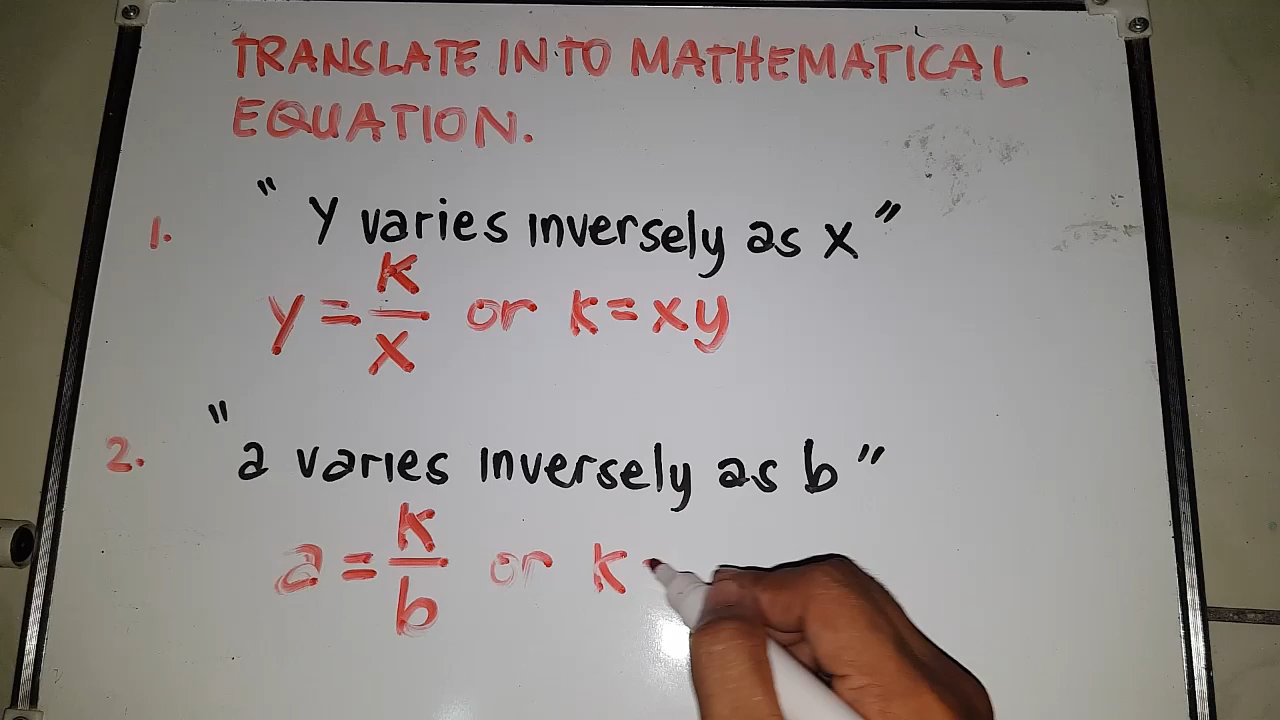 TRANSLATE INTO MATHEMATICAL
EQUATION.
1. "y varies inversely as x"
y = k/x or k = xy
2. "a varies inversely as b"
a = k/b or k